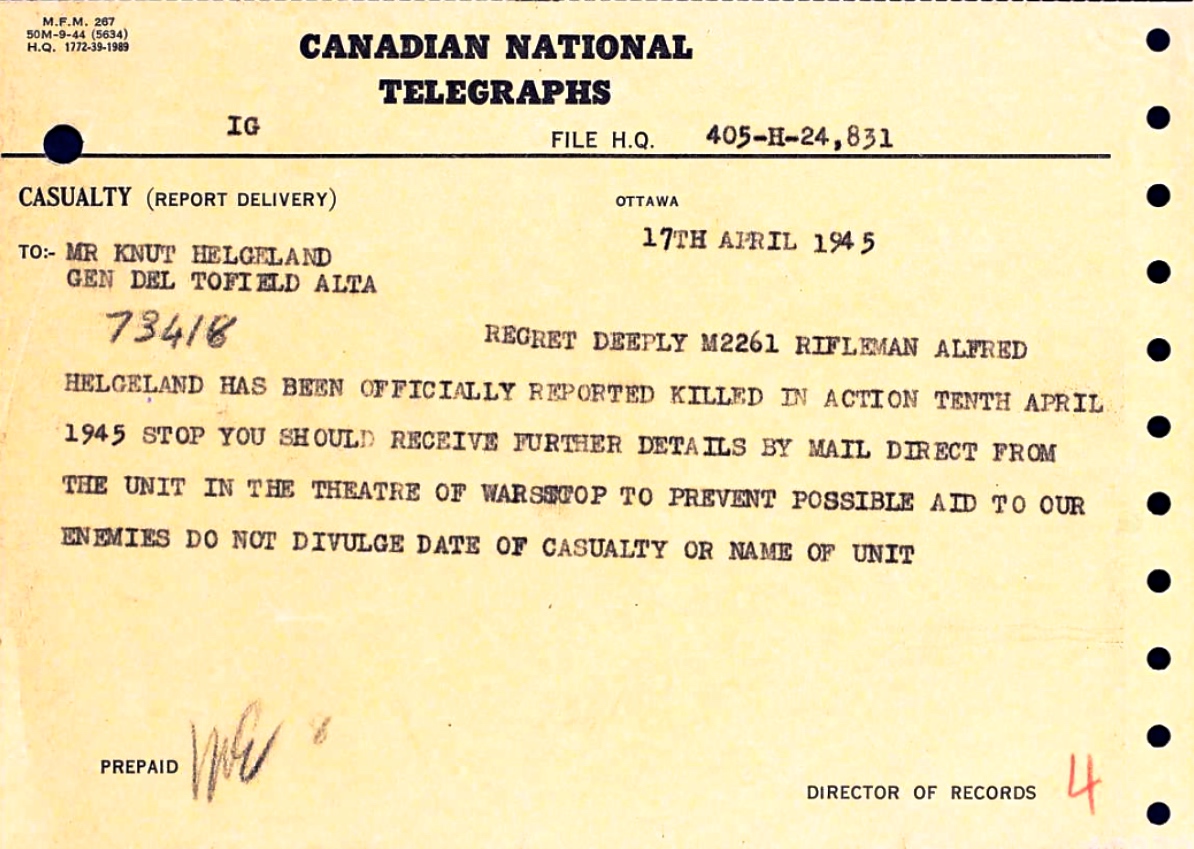 M.F.M. 267
50M-9-44 (5634)
H.Q. 1772-39-1989
CANADIAN NATIONAL
TELEGRAPHS
IG
FILE H.Q. 405-H-24,831
CASUALTY (REPORT DELIVERY)
OTTAWA
17TH APRIL 1945
TO:- MR KNUT HELGELAND
GEN DEL TOFIELD ALTA
73418
REGRET DEEPLY M2261 RIFLEMAN ALFRED
HELGELAND HAS BEEN OFFICIALLY REPORTED KILLED IN ACTION TENTH APRIL
1945 STOP YOU SHOULD RECEIVE FURTHER DETAILS BY MAIL DIRECT FROM
THE UNIT IN THE THEATRE OF WAR STOP TO PREVENT POSSIBLE AID TO OUR
ENEMIES DO NOT DIVULGE DATE OF CASUALTY OR NAME OF UNIT
8
PREPAID
DIRECTOR OF RECORDS 4